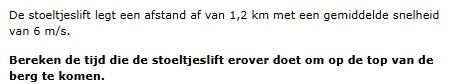 De stoeltjeslift legt een afstand af van 1,2 km met een gemiddelde snelheid
van 6 m/s.
Bereken de tijd die de stoeltjeslift erover doet om op de top van de
berg te komen.